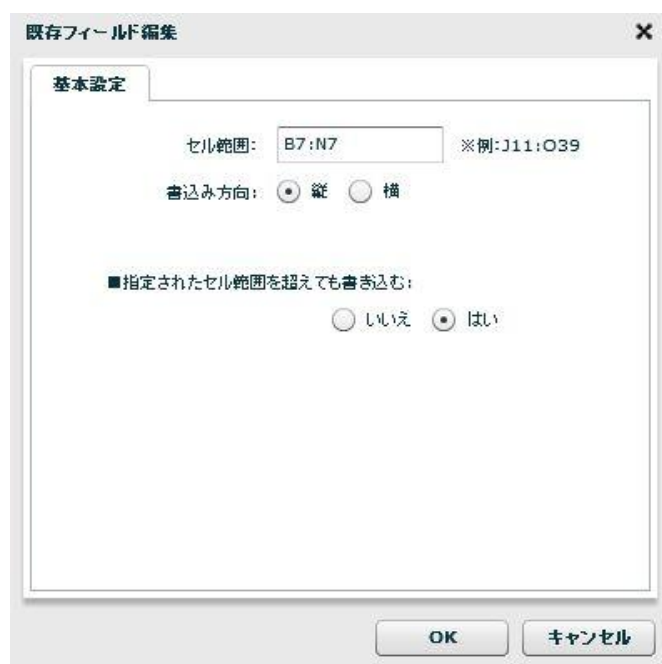 既存フィールド編集
基本設定
セル範囲: B7:N7 ※例:J11:O39
書込み方向: 縦 横
■指定されたセル範囲を超えても書き込む:
いいえ はい
OK キャンセル